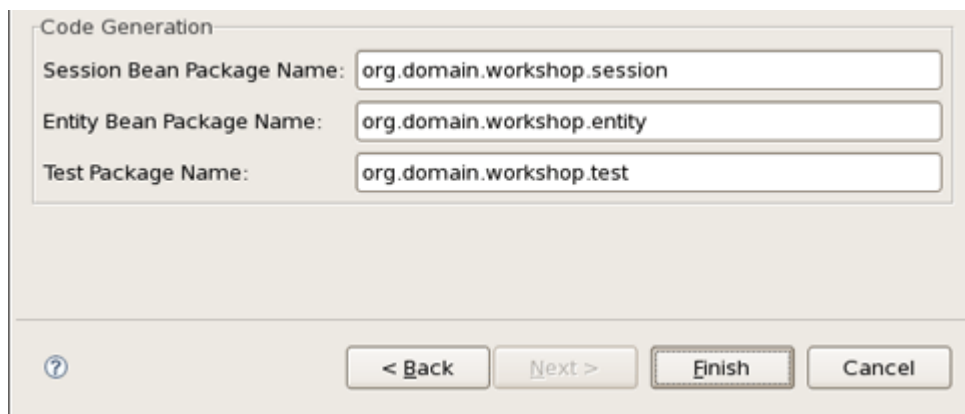 Code Generation
Session Bean Package Name: org.domain.workshop.session
Entity Bean Package Name: org.domain.workshop.entity
Test Package Name: org.domain.workshop.test
? < Back Next > Finish Cancel